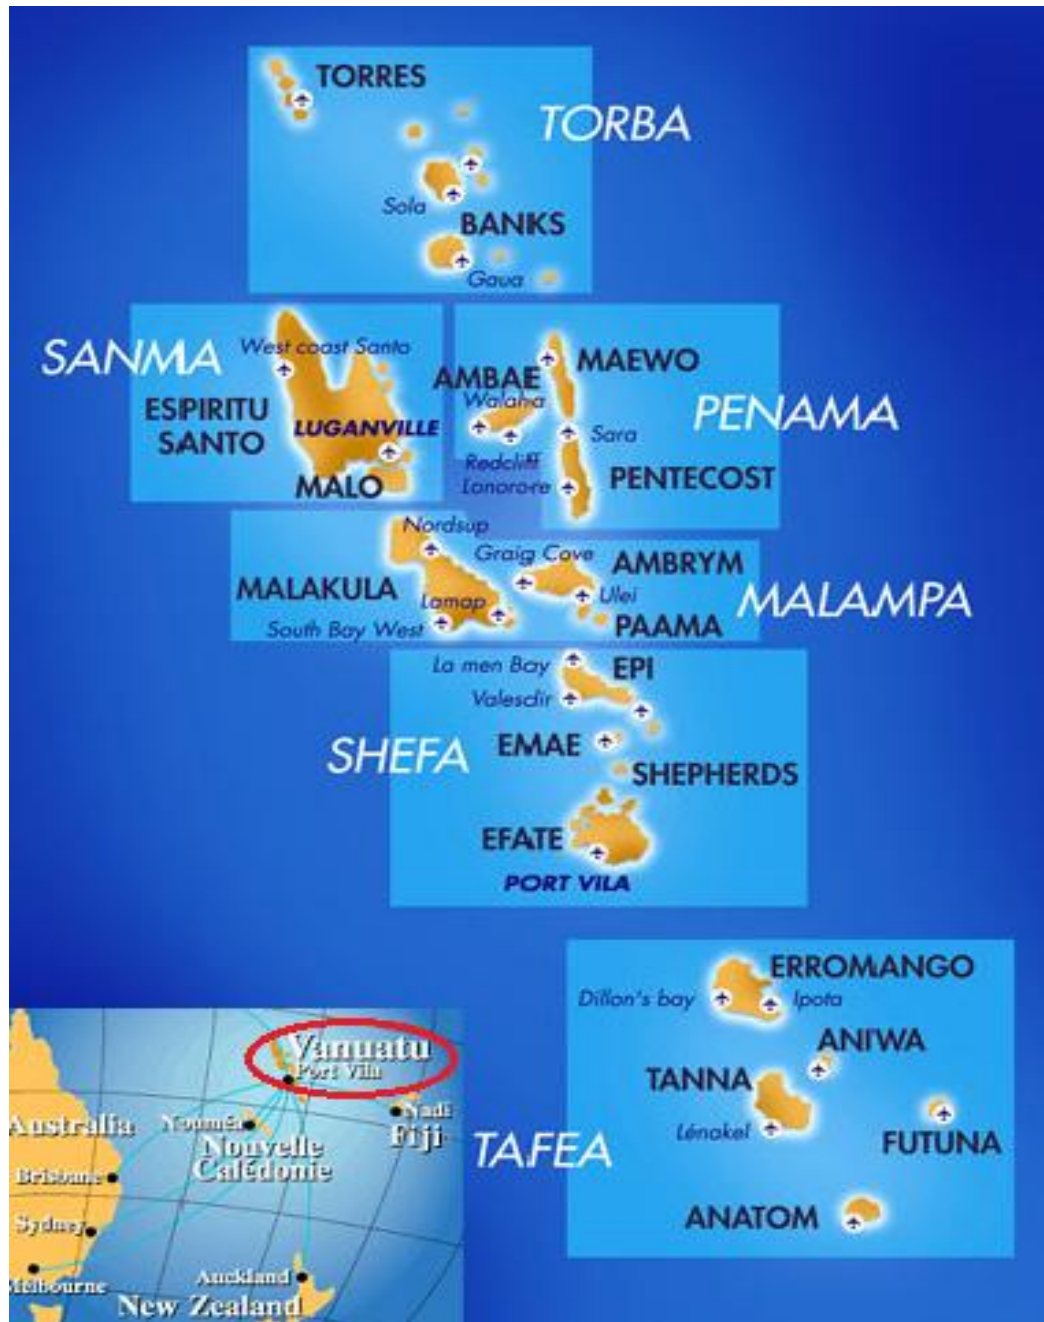 TORRES
TORBA
Sola
BANKS
Gaua
SANMA
West coast Santo
ESPIRITU
SANTO
LUGANVILLE
MALO
AMBAE
Walaha
MAEWO
PENAMA
Sara
Redcliff
Lonorore
PENTECOST
Nordsup
MALAKULA
Lamap
South Bay West
Graig Cove
AMBRYM
Ulei
PAAMA
MALAMPA
La men Bay
EPI
Valesdir
SHEFA
EMAE
SHEPHERDS
EFATE
PORT VILA
ERROMANGO
Dillon's bay
Ipota
ANIWA
TANNA
Lénakel
FUTUNA
TAFEA
ANATOM
Vanuatu
Port Vila
Australia
Nouméa
Nadi
Fiji
Nouvelle
Calédonie
Brisbane
Sydney
Melbourne
Auckland
New Zealand